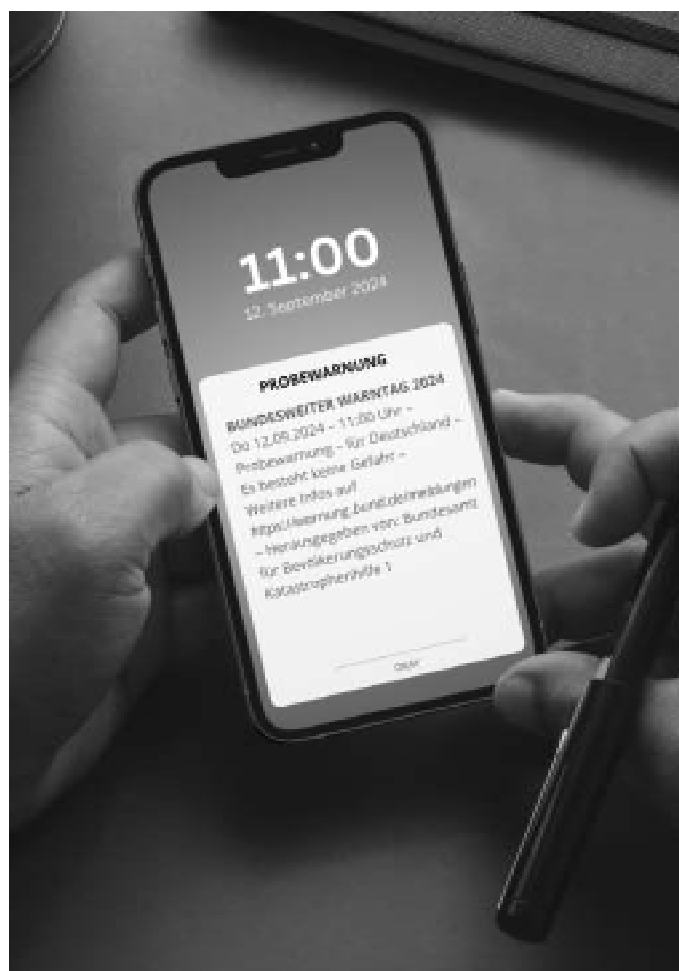 11:00
12. September 2024
PROBEWARNUNG
BUNDESWEITER WARNTAG 2024
Do 12.09.2024 – 11:00 Uhr –
Probewarnung – für Deutschland –
Es besteht keine Gefahr –
Weitere Infos auf
https://warnung.bund.de/meldungen
– Herausgegeben von: Bundesamt
für Bevölkerungsschutz und
Katastrophenhilfe